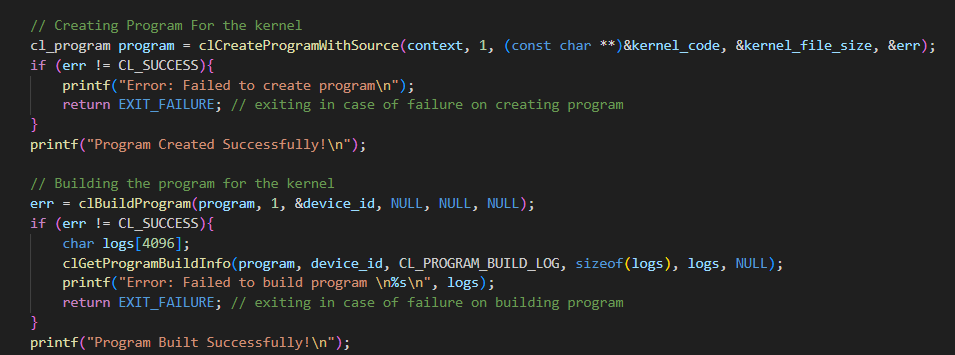 // Creating Program For the kernel
cl_program program = clCreateProgramWithSource(context, 1, (const char **)&kernel_code, &kernel_file_size, &err);
if (err != CL_SUCCESS){
    printf("Error: Failed to create program\n");
    return EXIT_FAILURE; // exiting in case of failure on creating program
}
printf("Program Created Successfully!\n");

// Building the program for the kernel
err = clBuildProgram(program, 1, &device_id, NULL, NULL, NULL);
if (err != CL_SUCCESS){
    char logs[4096];
    clGetProgramBuildInfo(program, device_id, CL_PROGRAM_BUILD_LOG, sizeof(logs), logs, NULL);
    printf("Error: Failed to build program \n%s\n", logs);
    return EXIT_FAILURE; // exiting in case of failure on building program
}
printf("Program Built Successfully!\n");